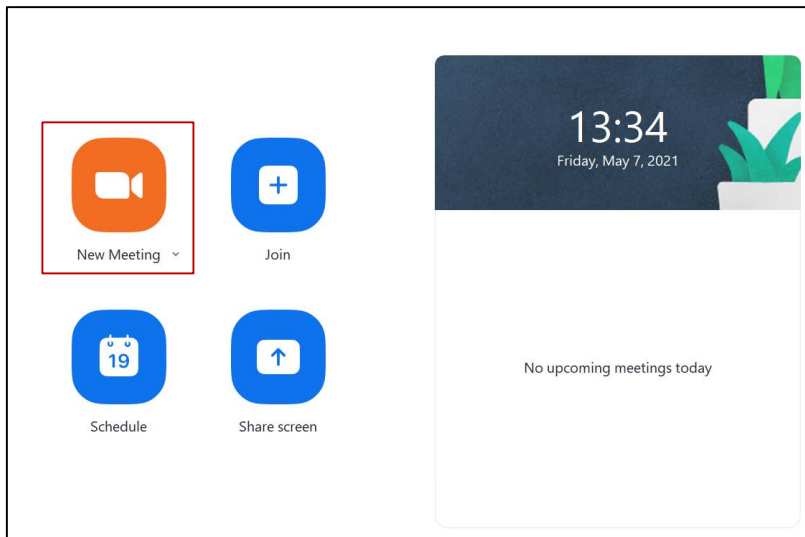 13:34
Friday, May 7, 2021
New Meeting
Join
19
Schedule
Share screen
No upcoming meetings today